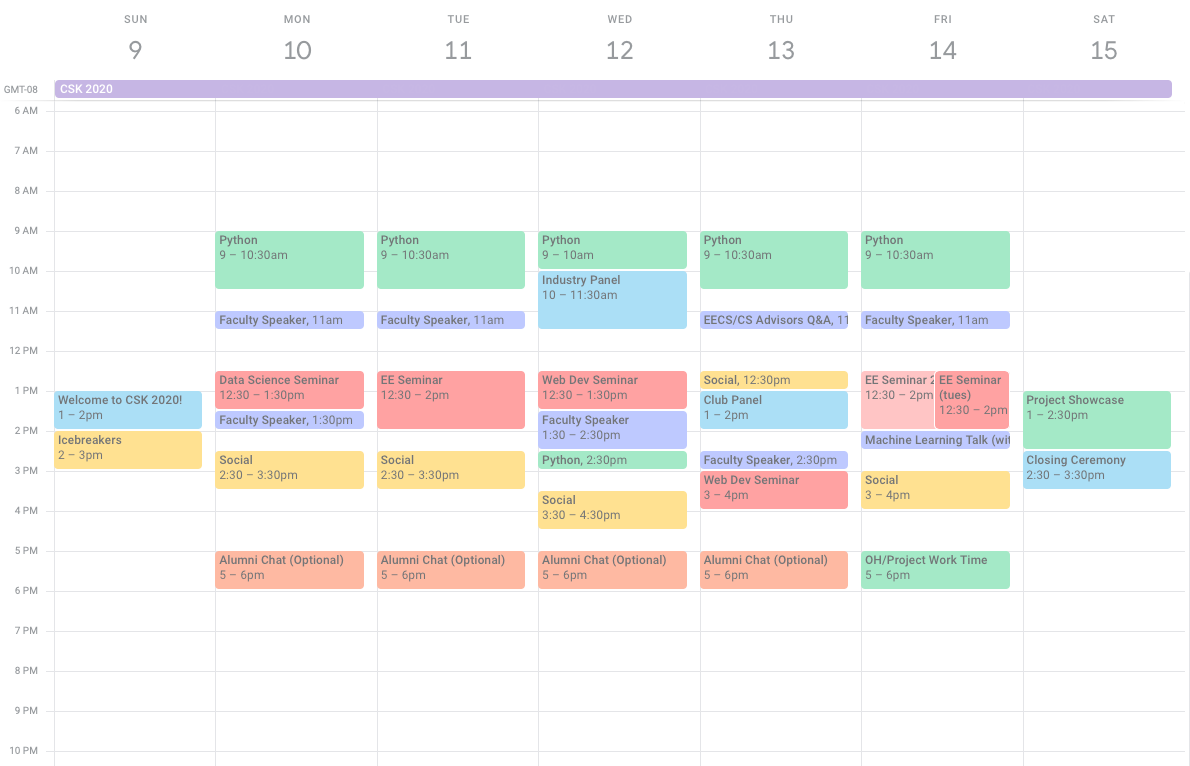 SUN MON TUE WED THU FRI SAT
9 10 11 12 13 14 15
GMT-08 CSK 2020
6 AM
7 AM
8 AM
9 AM
10 AM
11 AM
12 PM
1 PM
2 PM
3 PM
4 PM
5 PM
6 PM
7 PM
8 PM
9 PM
10 PM
Welcome to CSK 2020!
1 – 2pm
Icebreakers
2 – 3pm
Python
9 – 10:30am
Faculty Speaker, 11am
Data Science Seminar
12:30 – 1:30pm
Faculty Speaker, 1:30pm
Social
2:30 – 3:30pm
Alumni Chat (Optional)
5 – 6pm
Python
9 – 10:30am
Faculty Speaker, 11am
EE Seminar
12:30 – 2pm
Social
2:30 – 3:30pm
Alumni Chat (Optional)
5 – 6pm
Python
9 – 10am
Industry Panel
10 – 11:30am
Web Dev Seminar
12:30 – 1:30pm
Faculty Speaker
1:30 – 2:30pm
Python, 2:30pm
Social
3:30 – 4:30pm
Alumni Chat (Optional)
5 – 6pm
Python
9 – 10:30am
EECS/CS Advisors Q&A, 11
Social, 12:30pm
Club Panel
1 – 2pm
Faculty Speaker, 2:30pm
Web Dev Seminar
3 – 4pm
Alumni Chat (Optional)
5 – 6pm
Python
9 – 10:30am
Faculty Speaker, 11am
EE Seminar 2
12:30 – 2pm
EE Seminar
(tues)
12:30 – 2pm
Machine Learning Talk (wit
Social
3 – 4pm
OH/Project Work Time
5 – 6pm
Project Showcase
1 – 2:30pm
Closing Ceremony
2:30 – 3:30pm